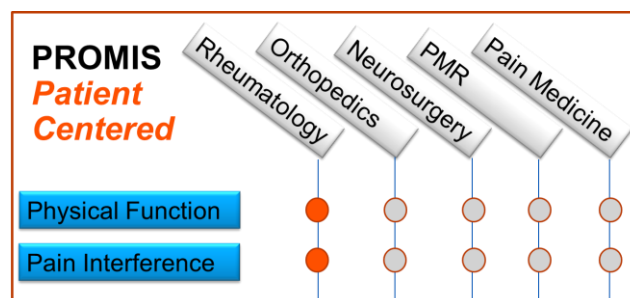 PROMIS
Patient
Centered
Rheumatology
Orthopedics
Neurosurgery
PMR
Pain Medicine
Physical Function
Pain Interference